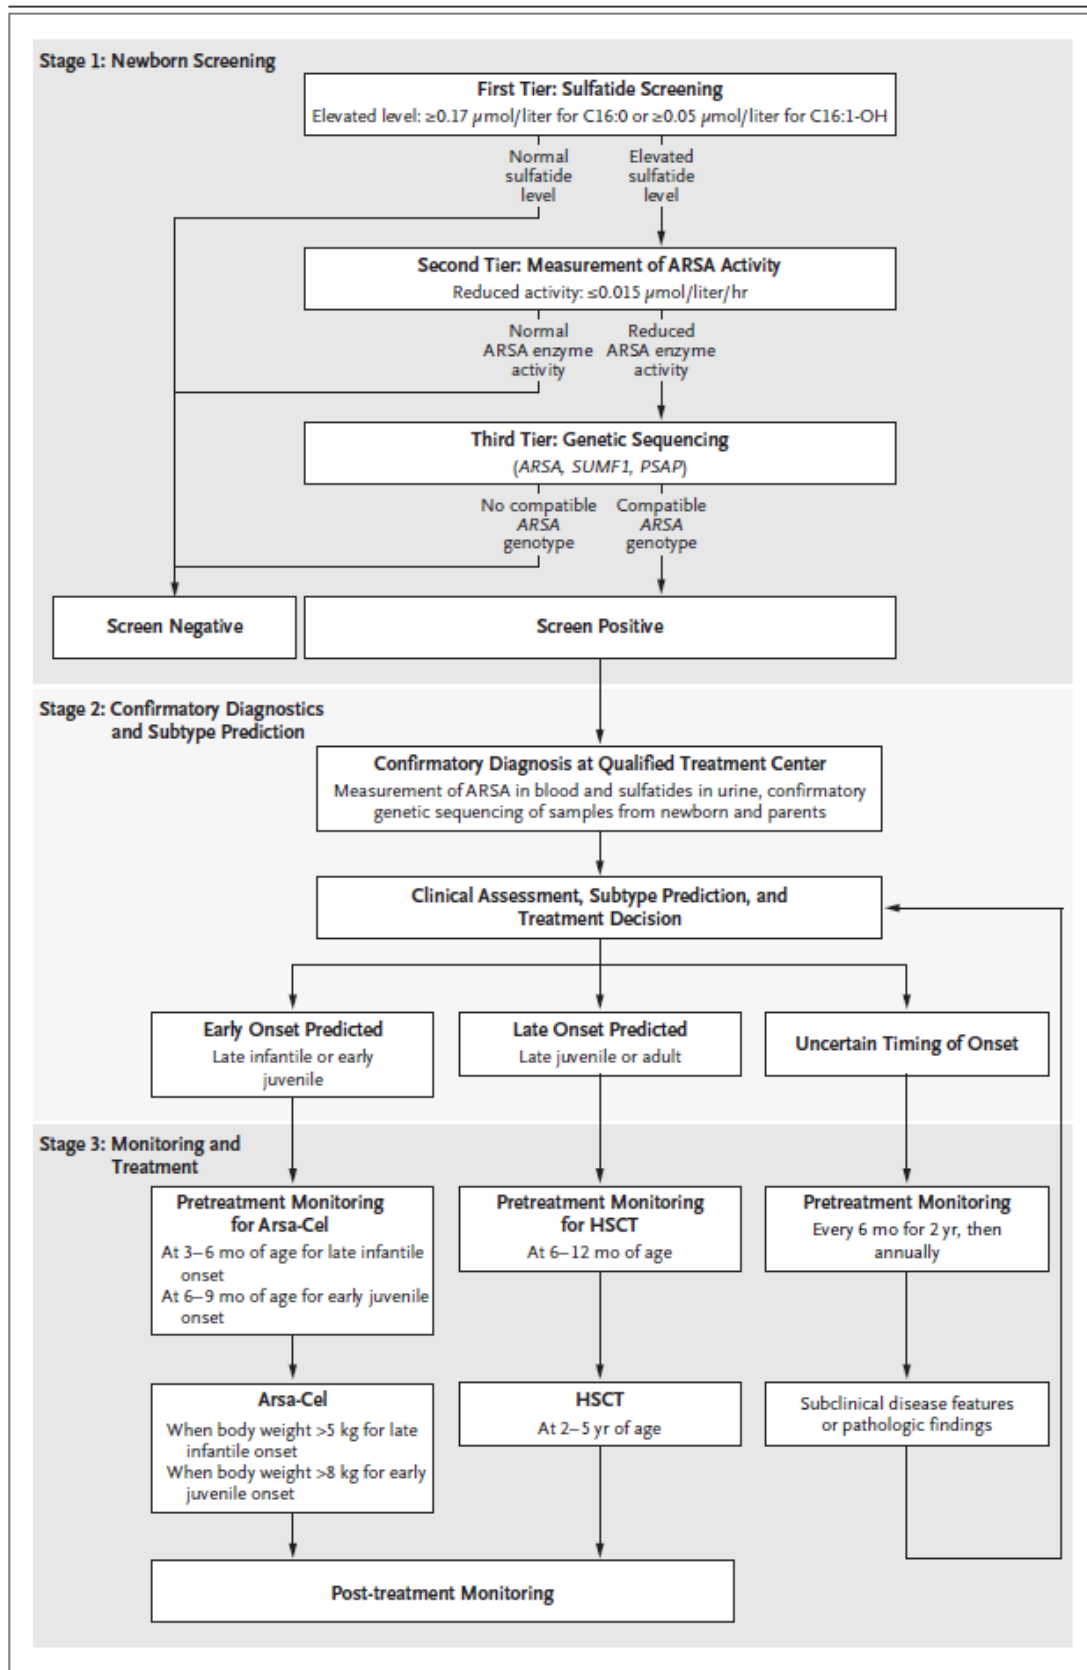 Stage 1: Newborn Screening
First Tier: Sulfatide Screening
Elevated level: ≥0.17 μmol/liter for C16:0 or ≥0.05 μmol/liter for C16:1-OH
Normal
sulfatide
level
Elevated
sulfatide
level
Second Tier: Measurement of ARSA Activity
Reduced activity: ≤0.015 μmol/liter/hr
Normal
ARSA enzyme
activity
Reduced
ARSA enzyme
activity
Third Tier: Genetic Sequencing
(ARSA, SUMF1, PSAP)
No compatible
ARSA
genotype
Compatible
ARSA
genotype
Screen Negative
Screen Positive
Stage 2: Confirmatory Diagnostics
and Subtype Prediction
Confirmatory Diagnosis at Qualified Treatment Center
Measurement of ARSA in blood and sulfatides in urine, confirmatory
genetic sequencing of samples from newborn and parents
Clinical Assessment, Subtype Prediction, and
Treatment Decision
Early Onset Predicted
Late infantile or early
juvenile
Late Onset Predicted
Late juvenile or adult
Uncertain Timing of Onset
Stage 3: Monitoring and
Treatment
Pretreatment Monitoring
for Arsa-Cel
At 3–6 mo of age for late infantile
onset
At 6–9 mo of age for early juvenile
onset
Pretreatment Monitoring
for HSCT
At 6–12 mo of age
Pretreatment Monitoring
Every 6 mo for 2 yr, then
annually
Arsa-Cel
When body weight >5 kg for late
infantile onset
When body weight >8 kg for early
juvenile onset
HSCT
At 2–5 yr of age
Subclinical disease features
or pathologic findings
Post-treatment Monitoring